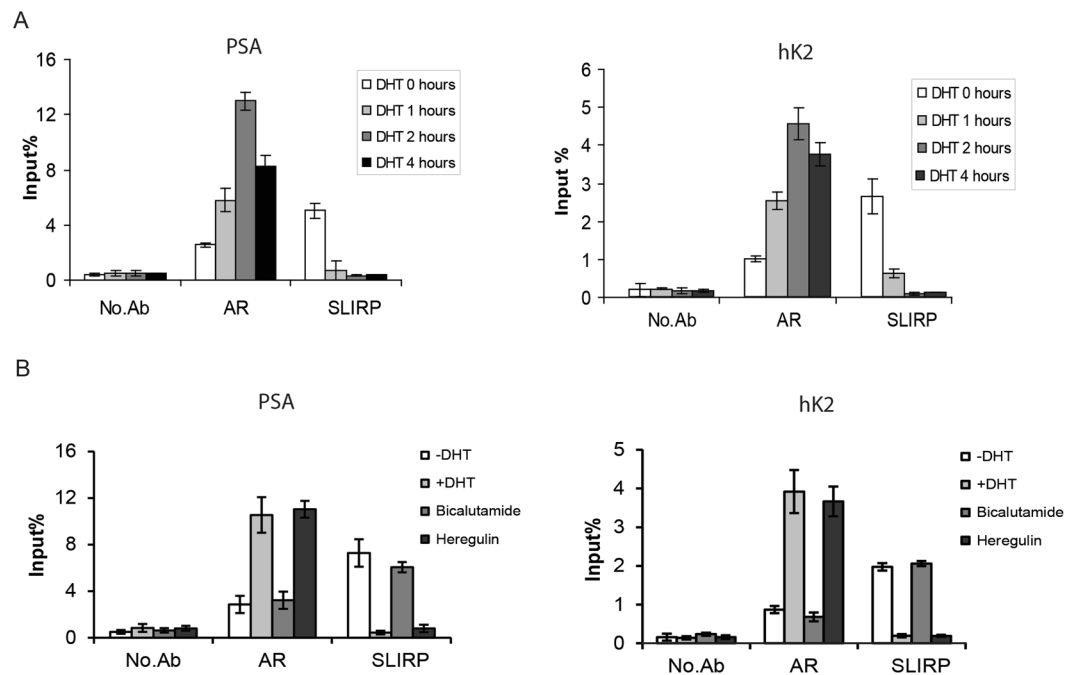 A
PSA
16
12
8
4
0
Input%
DHT 0 hours
DHT 1 hours
DHT 2 hours
DHT 4 hours
No.Ab
AR
SLIRP
hK2
6
5
4
3
2
1
0
Input %
DHT 0 hours
DHT 1 hours
DHT 2 hours
DHT 4 hours
No.Ab
AR
SLIRP
B
PSA
16
12
8
4
0
Input%
-DHT
+DHT
Bicalutamide
Heregulin
No.Ab
AR
SLIRP
hK2
5
4
3
2
1
0
Input%
-DHT
+DHT
Bicalutamide
Heregulin
No.Ab
AR
SLIRP